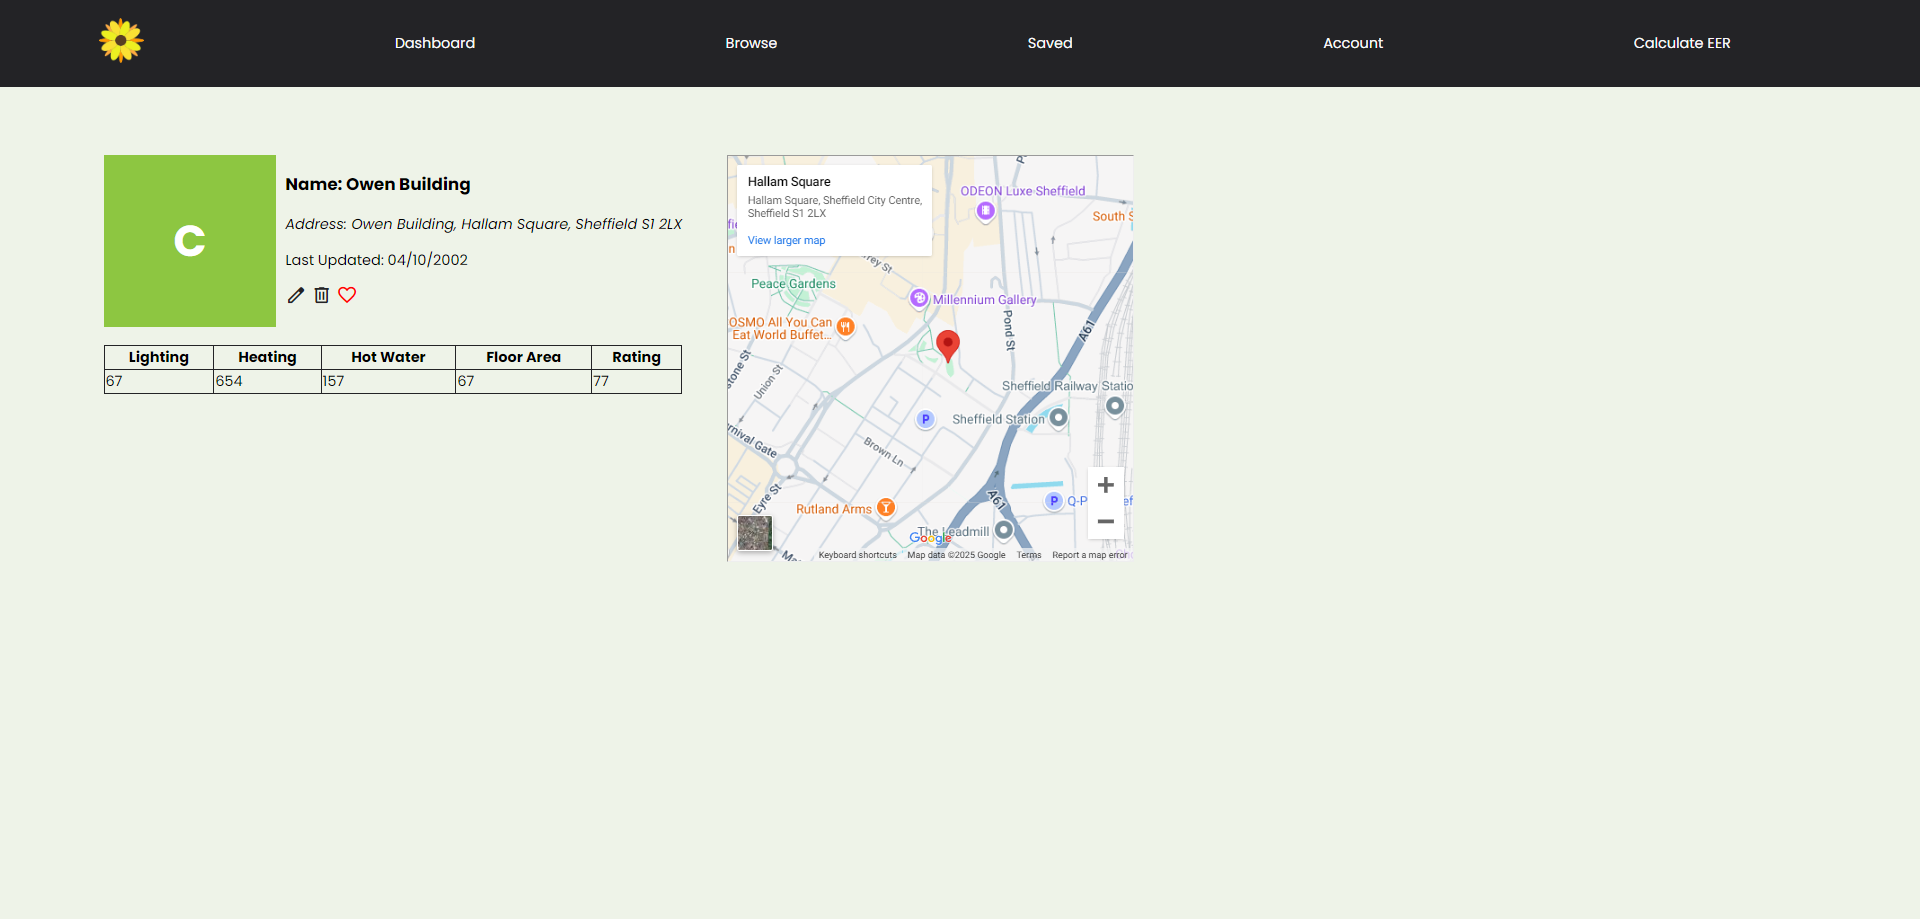 Dashboard
Browse
Saved
Account
Calculate EER
C
Name: Owen Building
Address: Owen Building, Hallam Square, Sheffield S1 2LX
Last Updated: 04/10/2002
Lighting Heating Hot Water Floor Area Rating
67 654 157 67 77
Hallam Square
Hallam Square, Sheffield City Centre,
Sheffield S1 2LX
View larger map
ODEON Luxe Sheffield
South S
Peace Gardens
Millennium Gallery
OSMO All You Can
Eat World Buffet...
Pond St
A61
Union St
Sheffield Railway Statio
P
Sheffield Station
Brown Ln
rnival Gate
Eyre St
A61
P
Q-P
ef
Rutland Arms
The Leadmill
Google
Keyboard shortcuts
Map data ©2025 Google
Terms
Report a map error